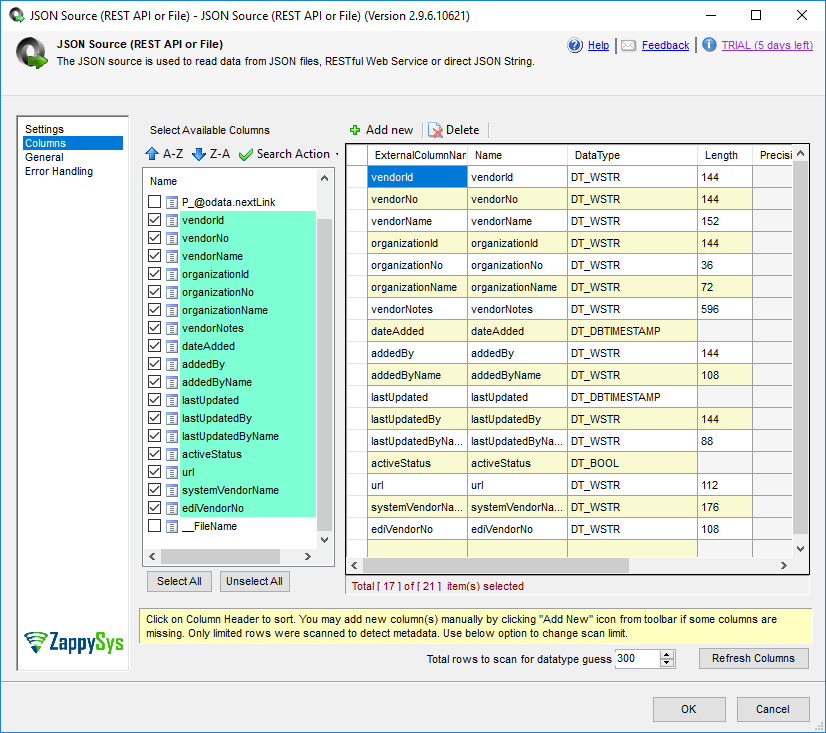 JSON Source (REST API or File) - JSON Source (REST API or File) (Version 2.9.6.10621)
JSON Source (REST API or File)
The JSON source is used to read data from JSON files, RESTful Web Service or direct JSON String.
Help
Feedback
TRIAL (5 days left)
Settings
Columns
General
Error Handling
ZappySys
Select Available Columns
A-Z Z-A Search Action
Name
P_@odata.nextLink
vendorId
vendorNo
vendorName
organizationId
organizationNo
organizationName
vendorNotes
dateAdded
addedBy
addedByName
lastUpdated
lastUpdatedBy
lastUpdatedByName
activeStatus
url
systemVendorName
ediVendorNo
__FileName
Select All Unselect All
Add new Delete
ExternalColumnNar Name DataType Length Precisi
vendorId vendorId DT_WSTR 144
vendorNo vendorNo DT_WSTR 144
vendorName vendorName DT_WSTR 152
organizationId organizationId DT_WSTR 144
organizationNo organizationNo DT_WSTR 36
organizationName organizationName DT_WSTR 72
vendorNotes vendorNotes DT_WSTR 596
dateAdded dateAdded DT_DBTIMESTAMP
addedBy addedBy DT_WSTR 144
addedByName addedByName DT_WSTR 108
lastUpdated lastUpdated DT_DBTIMESTAMP
lastUpdatedBy lastUpdatedBy DT_WSTR 144
lastUpdatedByNa... lastUpdatedByNa... DT_WSTR 88
activeStatus activeStatus DT_BOOL
url url DT_WSTR 112
systemVendorName... systemVendorNa... DT_WSTR 176
ediVendorNo ediVendorNo DT_WSTR 108
Total [ 17 ] of [ 21 ] item(s) selected
Click on Column Header to sort. You may add new column(s) manually by clicking "Add New" icon from toolbar if some columns are
missing. Only limited rows were scanned to detect metadata. Use below option to change scan limit.
Total rows to scan for datatype guess 300
Refresh Columns
OK Cancel